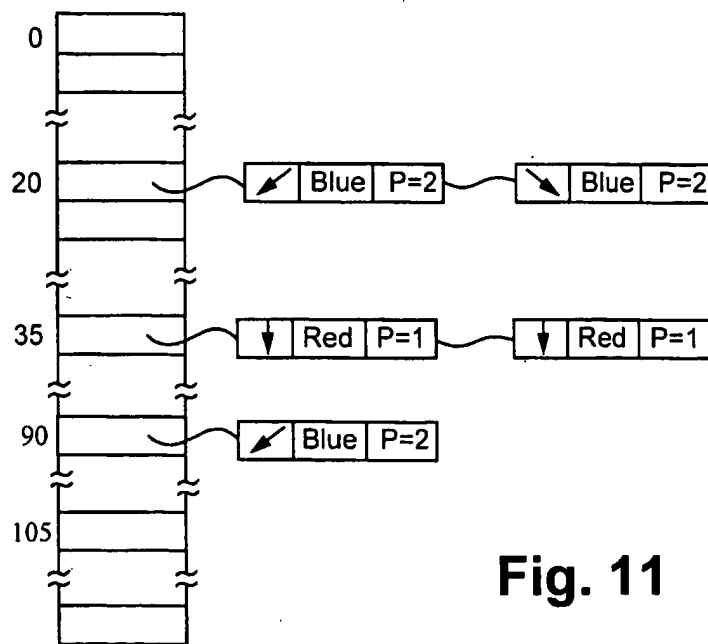 0
20 Blue P=2 Blue P=2
35 Red P=1 Red P=1
90 Blue P=2
105
Fig. 11